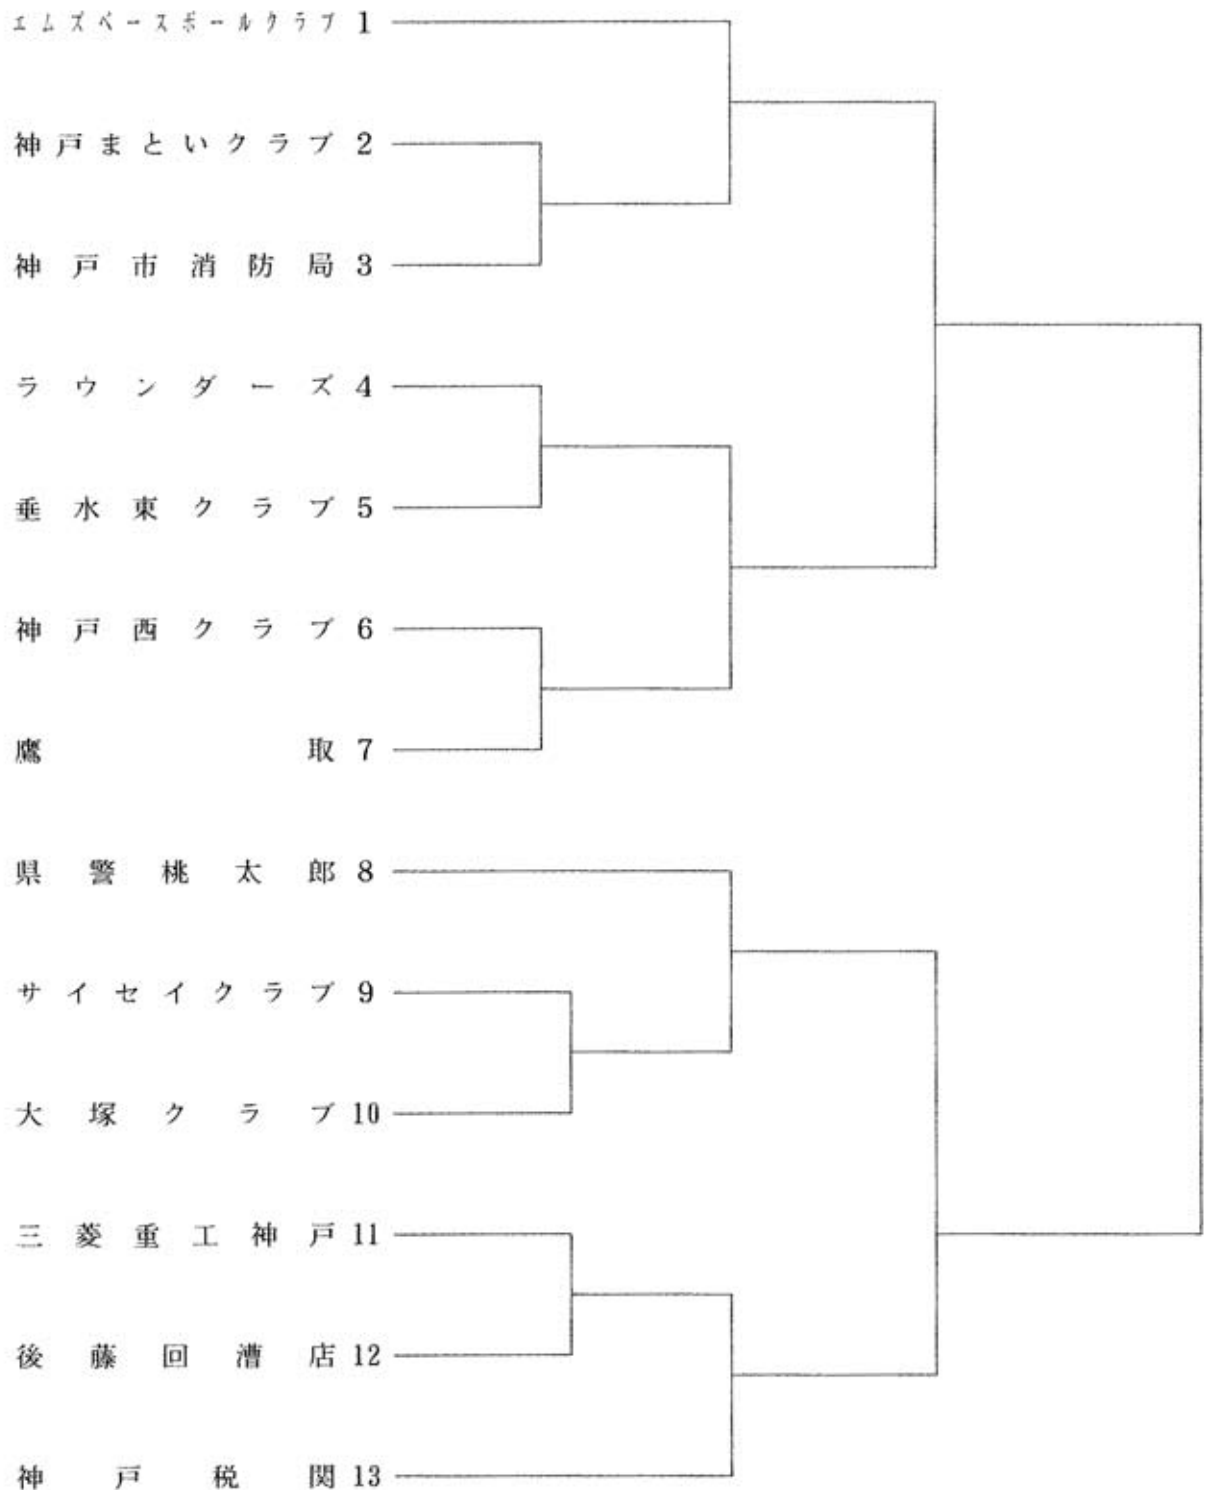 エムズベースボールクラブ 1
神戸まといクラブ 2
神戸市消防局 3
ラウンダーズ 4
垂水東クラブ 5
神戸西クラブ 6
鷹取 7
県警桃太郎 8
サイセイクラブ 9
大塚クラブ 10
三菱重工神戸 11
後藤回漕店 12
神戸税関 13